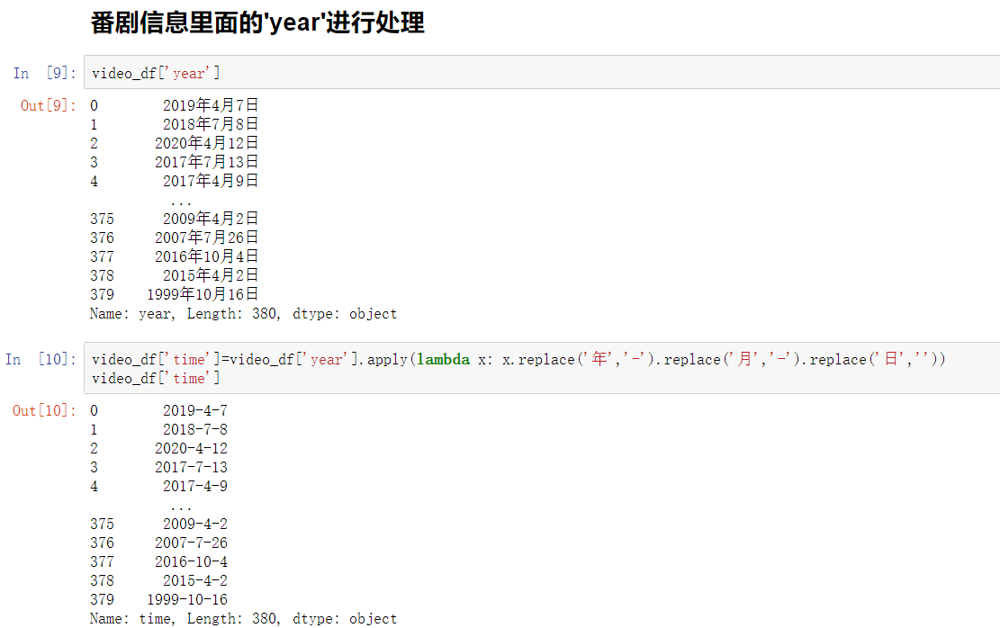 番剧信息里面的'year'进行处理
In [9]: video_df['year']
Out[9]: 0 2019年4月7日
1 2018年7月8日
2 2020年4月12日
3 2017年7月13日
4 2017年4月9日
...
375 2009年4月2日
376 2007年7月26日
377 2016年10月4日
378 2015年4月2日
379 1999年10月16日
Name: year, Length: 380, dtype: object
In [10]: video_df['time']=video_df['year'].apply(lambda x: x.replace('年','-').replace('月','-').replace('日',''))
video_df['time']
Out[10]: 0 2019-4-7
1 2018-7-8
2 2020-4-12
3 2017-7-13
4 2017-4-9
...
375 2009-4-2
376 2007-7-26
377 2016-10-4
378 2015-4-2
379 1999-10-16
Name: time, Length: 380, dtype: object